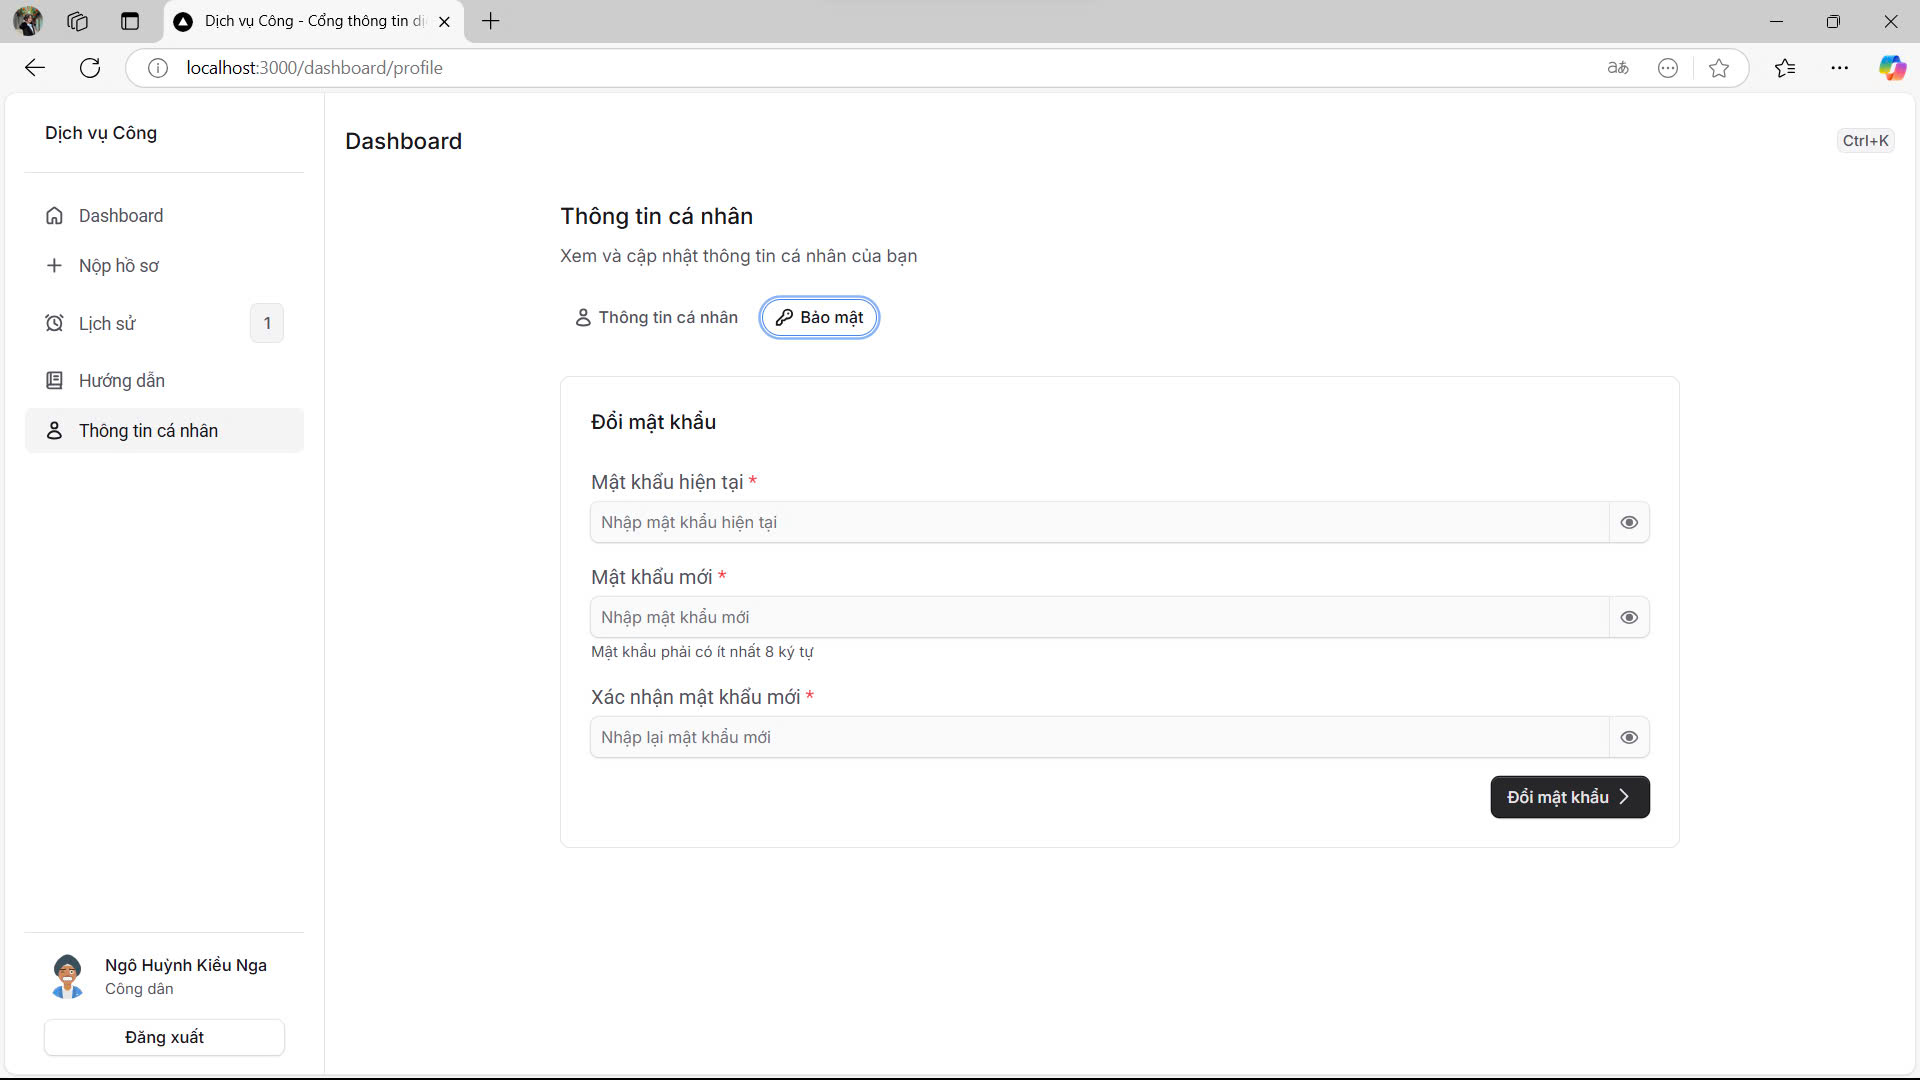 Dịch vụ Công - Cổng thông tin dị
localhost:3000/dashboard/profile
Dịch vụ Công
Dashboard
Nộp hồ sơ
Lịch sử 1
Hướng dẫn
Thông tin cá nhân
Ngô Huỳnh Kiều Nga
Công dân
Đăng xuất
Dashboard
Ctrl+K
Thông tin cá nhân
Xem và cập nhật thông tin cá nhân của bạn
Thông tin cá nhân Bảo mật
Đổi mật khẩu
Mật khẩu hiện tại *
Nhập mật khẩu hiện tại
Mật khẩu mới *
Nhập mật khẩu mới
Mật khẩu phải có ít nhất 8 ký tự
Xác nhận mật khẩu mới *
Nhập lại mật khẩu mới
Đổi mật khẩu